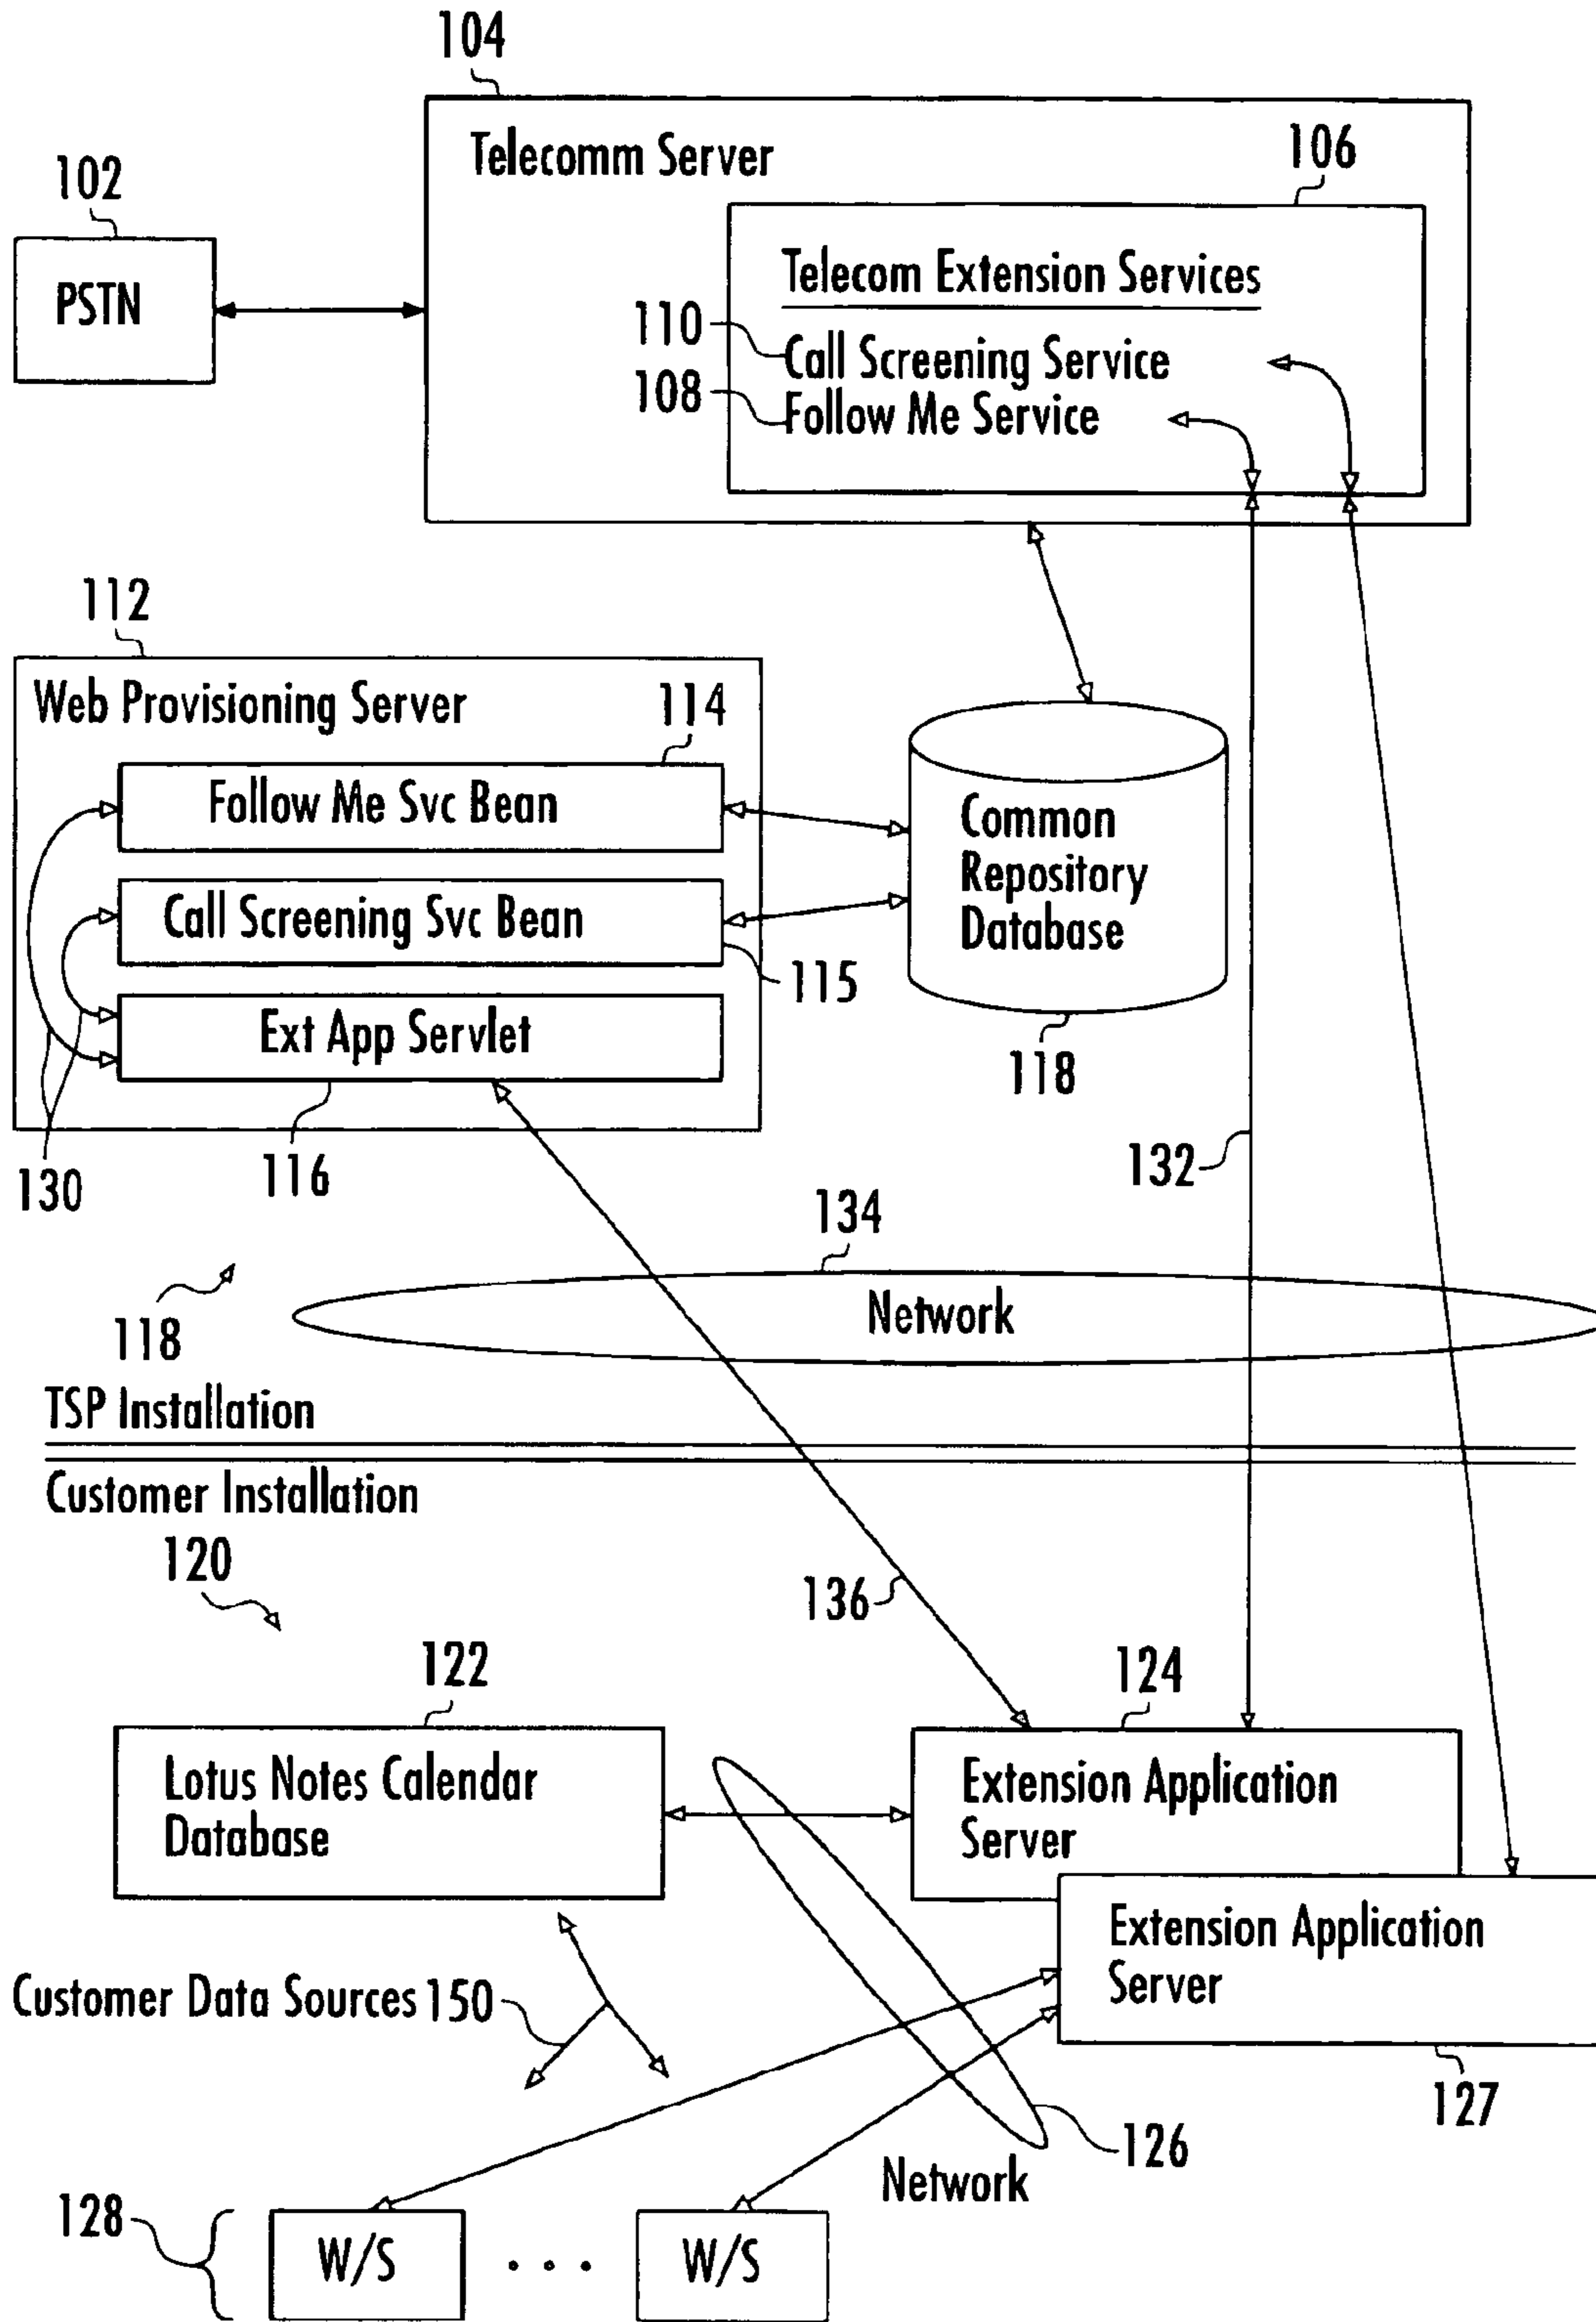 104
Telecomm Server
106
102
PSTN
Telecom Extension Services
110
Call Screening Service
108
Follow Me Service
112
Web Provisioning Server
114
Follow Me Svc Bean
Call Screening Svc Bean
115
Ext App Servlet
130
116
Common
Repository
Database
118
132
134
Network
118
TSP Installation
Customer Installation
120
136
122
Lotus Notes Calendar
Database
124
Extension Application
Server
Extension Application
Server
127
Customer Data Sources 150
126
Network
128
W/S
. . .
W/S